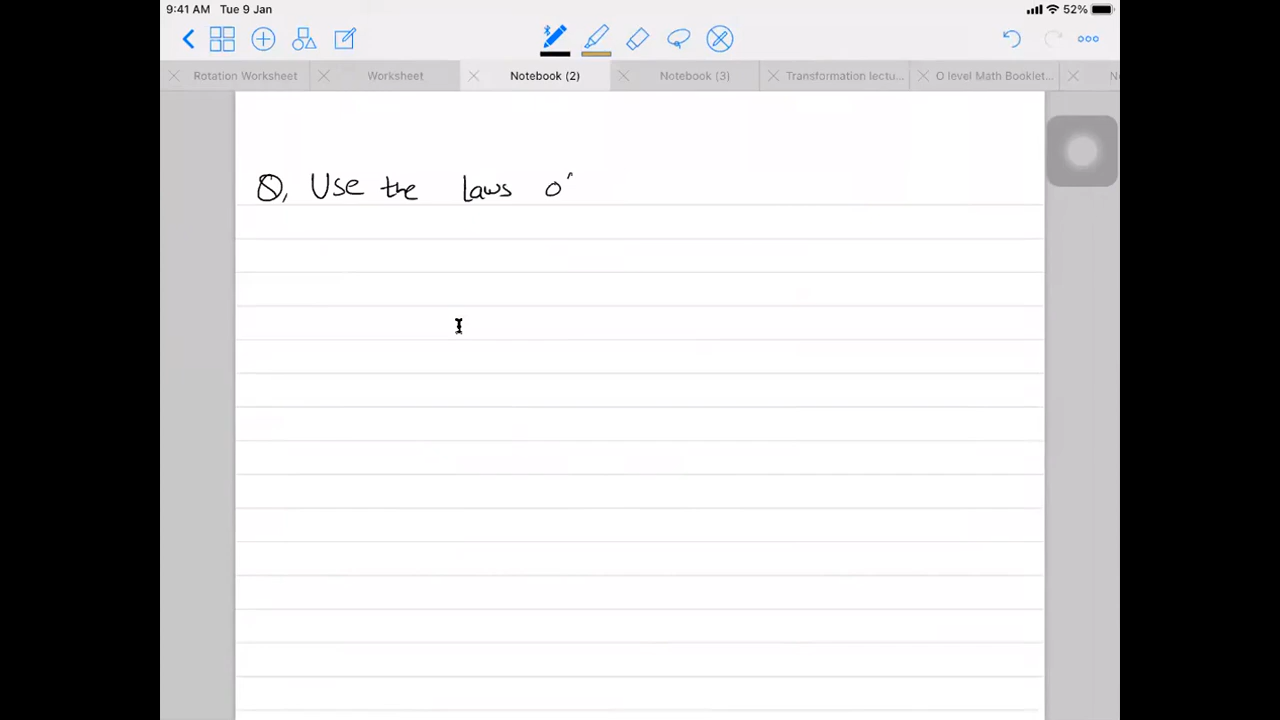 9:41 AM Tue 9 Jan 52%
Rotation Worksheet Worksheet Notebook (2) Notebook (3) Transformation lectu... O level Math Booklet...
Q, Use the laws